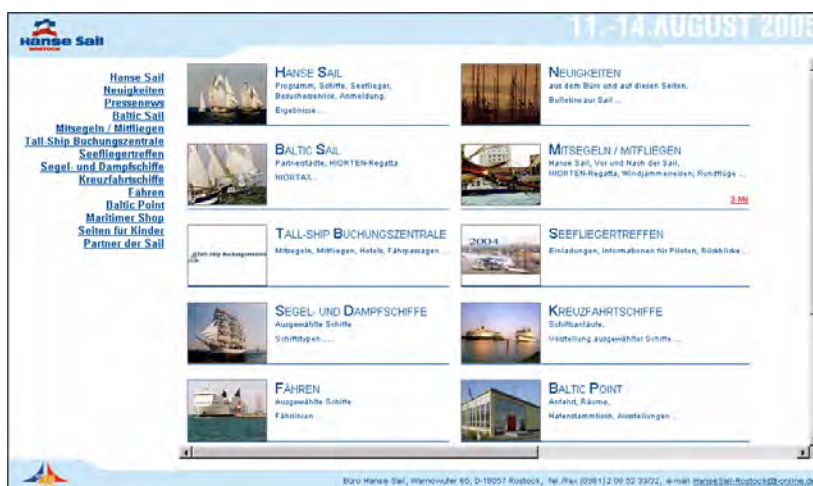 Hanse Sail
ROSTOCK
11.-14.AUGUST 2005
Hanse Sail
Neuigkeiten
Pressenews
Baltic Sail
Mitsegeln / Mitfliegen
Tall-Ship Buchungszentrale
Seefliegertreffen
Segel- und Dampfschiffe
Kreuzfahrtschiffe
Fähren
Baltic Point
Maritimer Shop
Seiten für Kinder
Partner der Sail
HANSE SAIL
Programm, Schiffe, Seeflieger,
Besucherservice, Anmeldung,
Ergebnisse ...
NEUIGKEITEN
aus dem Büro und auf diesen Seiten,
Bulletins zur Sail ...
BALTIC SAIL
Partnerstädte, HIORTEN-Regatta
HIORTAX...
MITSEGELN / MITFLIEGEN
Hanse Sail, Vor und Nach der Sail,
HIORTEN-Regatta, Windjammerreisen, Rundflüge ...
3-Mi
TALL-SHIP BUCHUNGSZENTRALE
Mitsegeln, Mitfliegen, Hotels, Fährpassagen ...
Tall-Ship Buchungszentrale
2004
SEEFLIEGERTREFFEN
Einladungen, Informationen für Piloten, Rückblicke ...
SEGEL- UND DAMPFSCHIFFE
Ausgewählte Schiffe
Schiffstypen ....
KREUZFAHRTSCHIFFE
Schiffsanläufe,
Vorstellung ausgewählter Schiffe ...
FÄHREN
Ausgewählte Schiffe
Fährlinien ...
BALTIC POINT
Anfahrt, Räume,
Hafenstammtisch, Ausstellungen ...
Büro Hanse Sail, Warnowufer 65, D-18057 Rostock, Tel./Fax (0381)2 08 52 33/32, e-mail HanseSail-Rostock@t-online.de